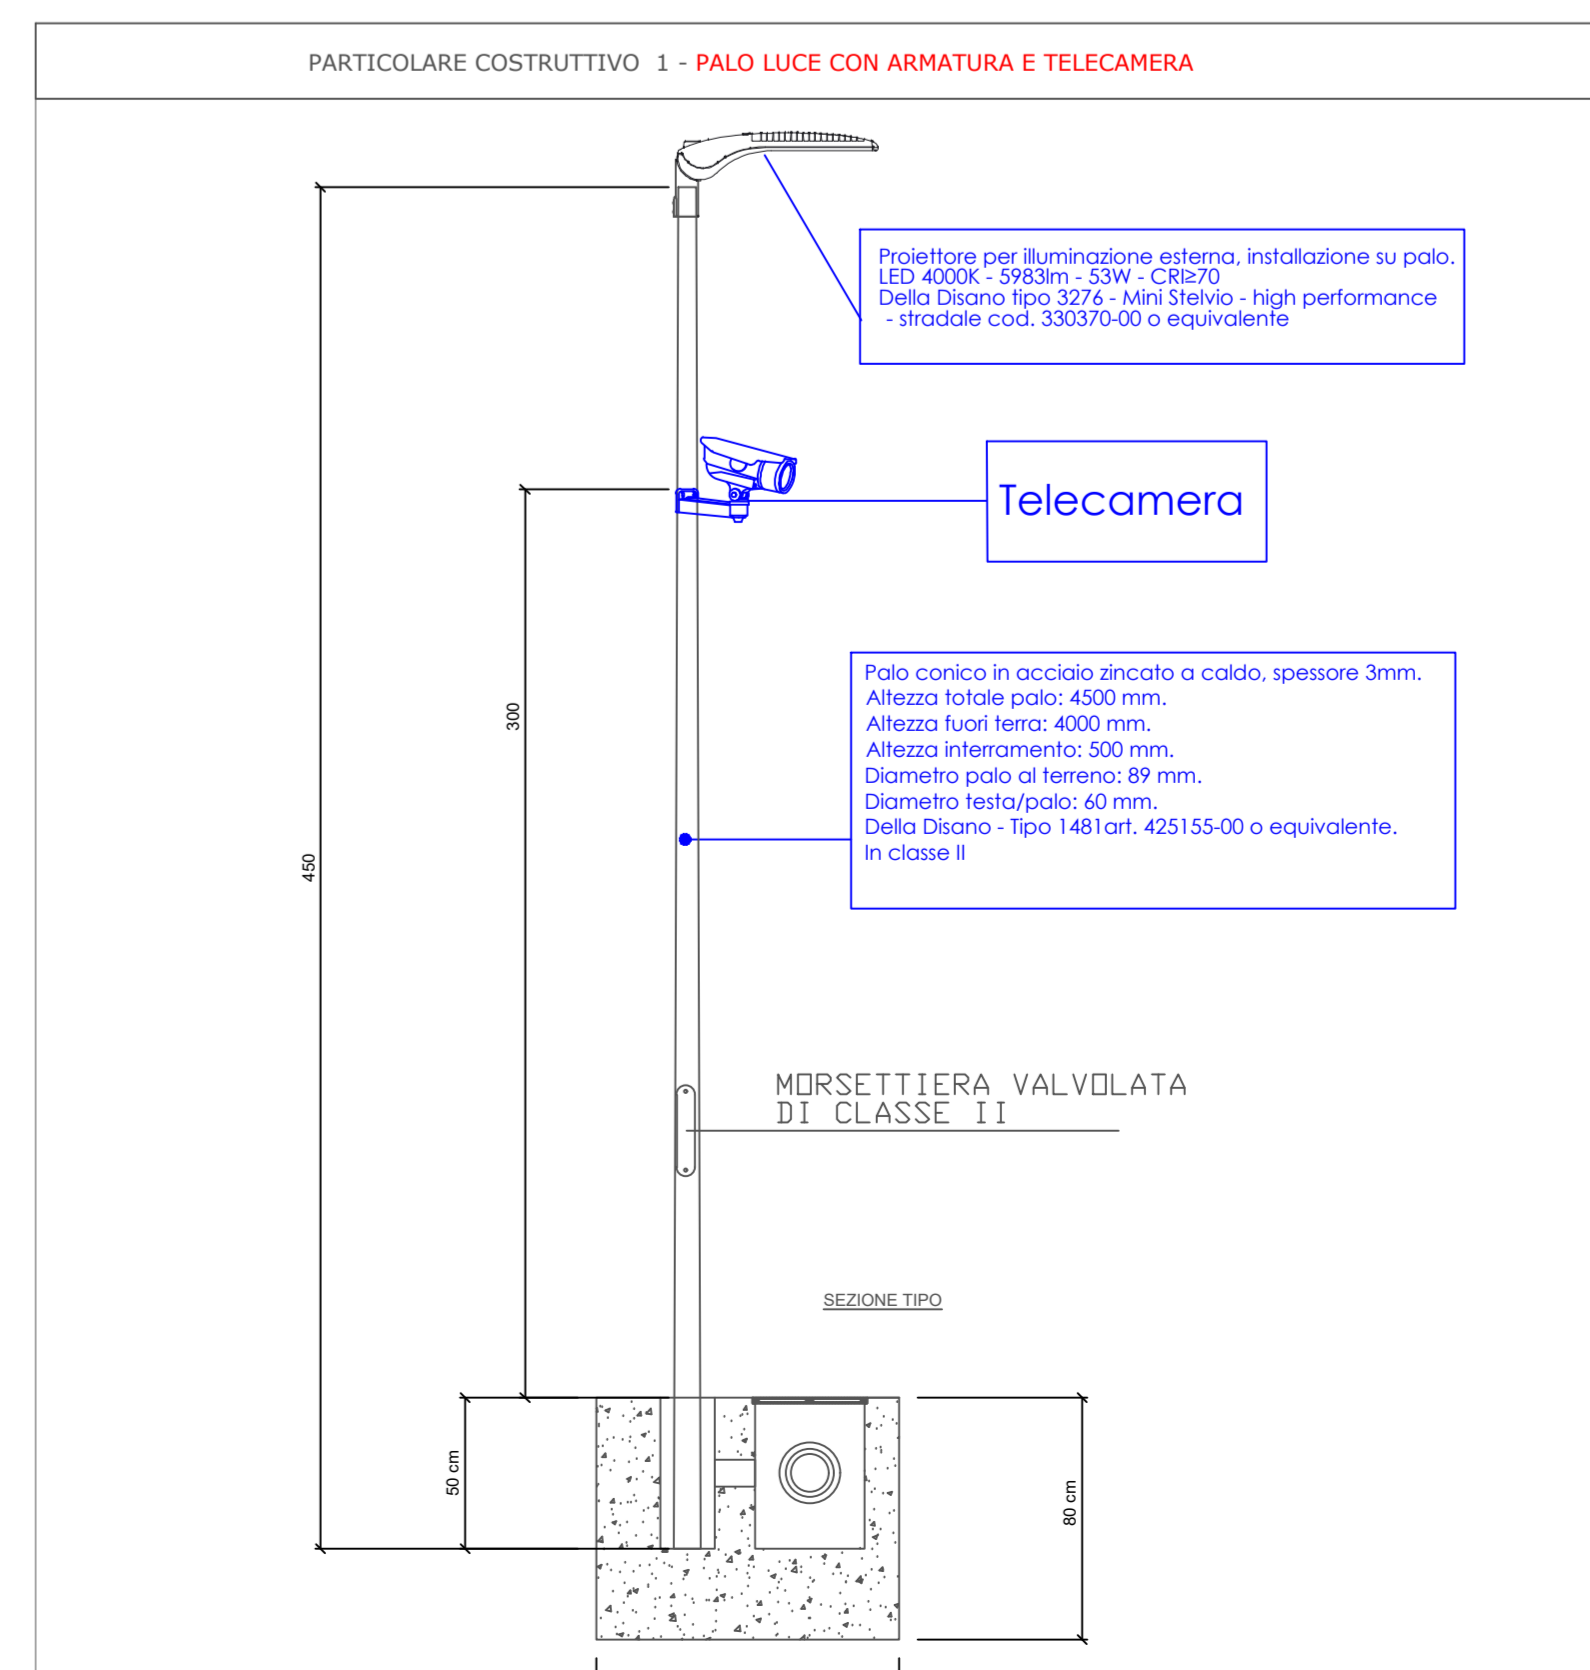 PARTICOLARE COSTRUTTIVO 1 - PALO LUCE CON ARMATURA E TELECAMERA
Proiettore per illuminazione esterna, installazione su palo.
LED 4000K - 5983lm - 53W - CRI≥70
Della Disano tipo 3276 - Mini Stelvio - high performance
- stradale cod. 330370-00 o equivalente
Telecamera
Palo conico in acciaio zincato a caldo, spessore 3mm.
Altezza totale palo: 4500 mm.
Altezza fuori terra: 4000 mm.
Altezza interramento: 500 mm.
Diametro palo al terreno: 89 mm.
Diametro testa/palo: 60 mm.
Della Disano - Tipo 1481art. 425155-00 o equivalente.
In classe II
300
450
MORSETTIERA VALVOLATA
DI CLASSE II
SEZIONE TIPO
50 cm
80 cm